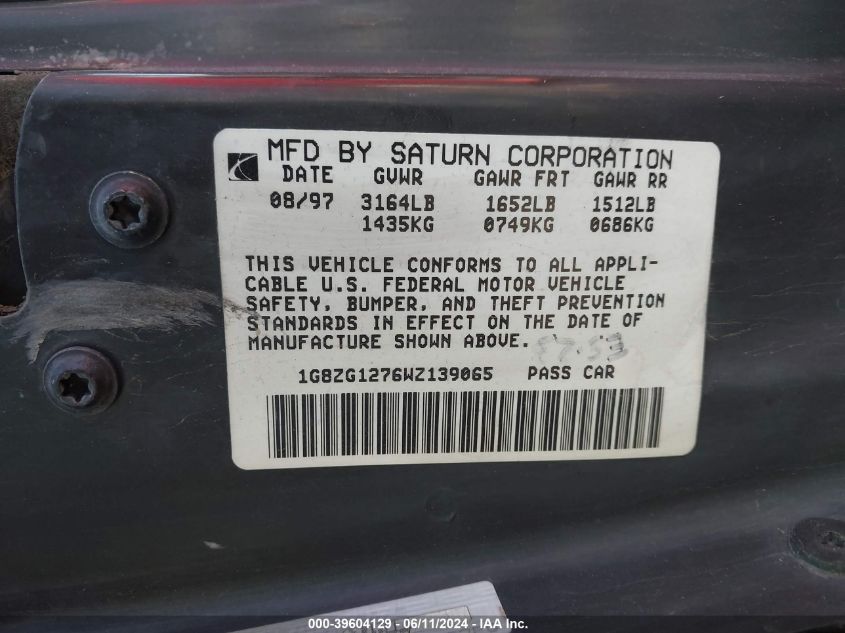 MFD BY SATURN CORPORATION
DATE GVWR GAWR FRT GAWR RR
08/97 3164LB 1652LB 1512LB
1435KG 0749KG 0686KG
THIS VEHICLE CONFORMS TO ALL APPLI-
CABLE U.S. FEDERAL MOTOR VEHICLE
SAFETY, BUMPER, AND THEFT PREVENTION
STANDARDS IN EFFECT ON THE DATE OF
MANUFACTURE SHOWN ABOVE.
1G8ZG1276WZ139065 PASS CAR
000-39604129 - 06/11/2024 - IAA Inc.